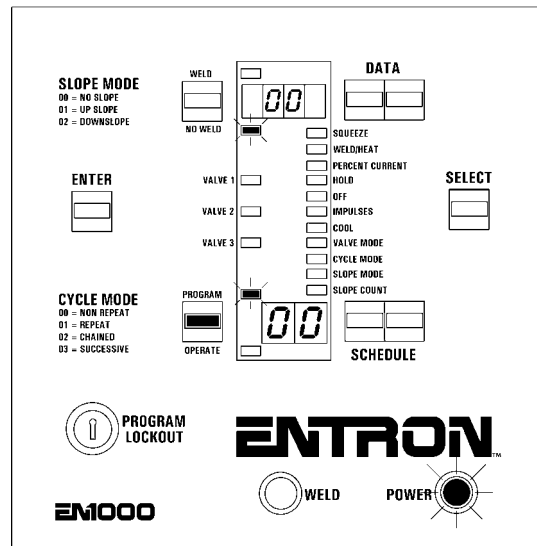 SLOPE MODE
00 = NO SLOPE
01 = UP SLOPE
02 = DOWNSLOPE
WELD
NO WELD
00
DATA
SQUEEZE
WELD/HEAT
PERCENT CURRENT
HOLD
OFF
IMPULSES
COOL
VALVE MODE
CYCLE MODE
SLOPE MODE
SLOPE COUNT
ENTER
VALVE 1
VALVE 2
VALVE 3
SELECT
CYCLE MODE
00 = NON REPEAT
01 = REPEAT
02 = CHAINED
03 = SUCCESSIVE
PROGRAM
OPERATE
00
SCHEDULE
PROGRAM
LOCKOUT
ENTRON™
WELD
POWER
EM1000